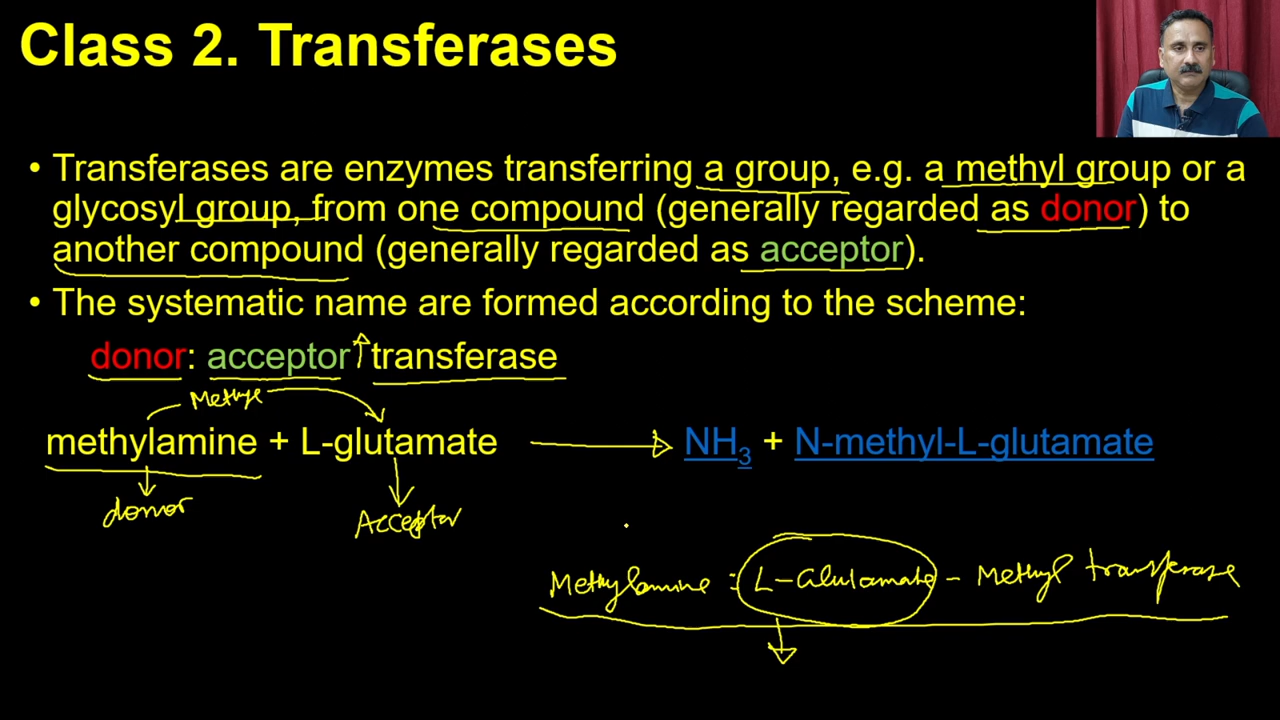 Class 2. Transferases
• Transferases are enzymes transferring a group, e.g. a methyl group or a
glycosyl group, from one compound (generally regarded as donor) to
another compound (generally regarded as acceptor).
• The systematic name are formed according to the scheme:
donor: acceptor transferase
Methyl
methylamine + L-glutamate → NH3 + N-methyl-L-glutamate
donor
Acceptor
Methylamine : L-Glutamate - Methyl transferase